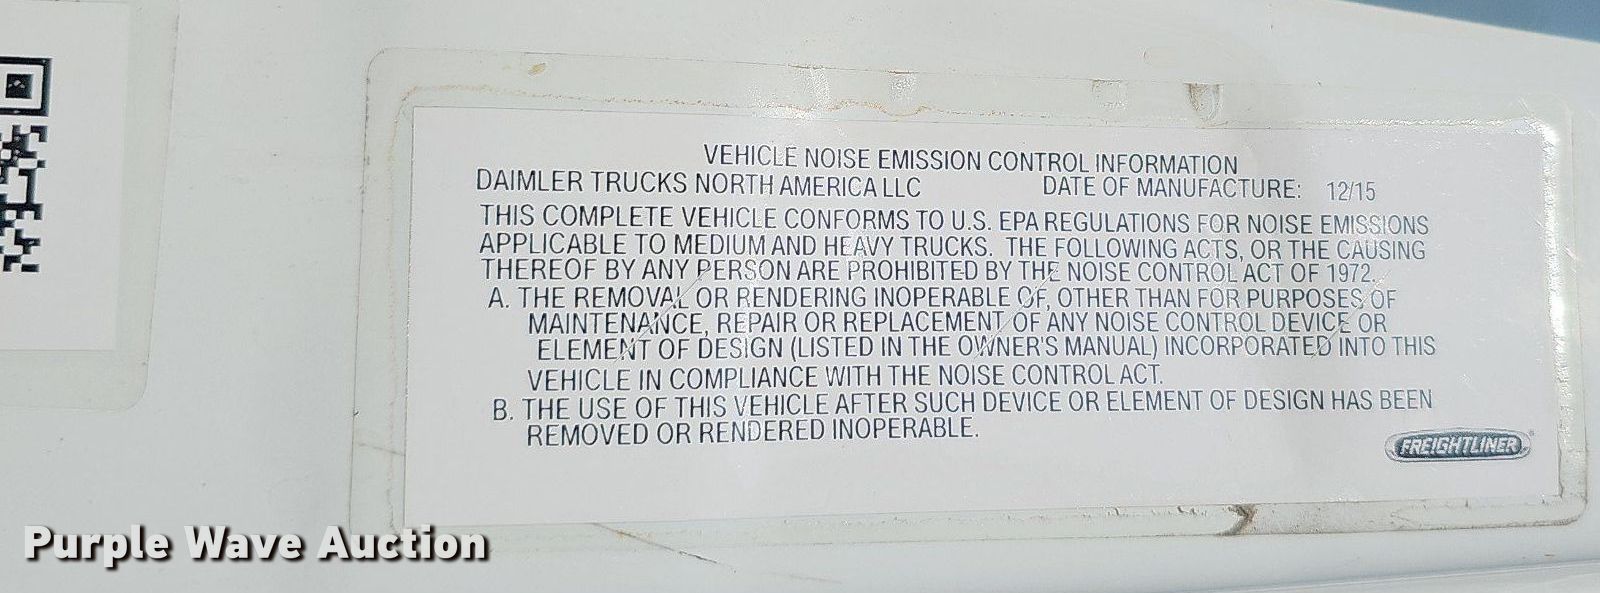 VEHICLE NOISE EMISSION CONTROL INFORMATION
DAIMLER TRUCKS NORTH AMERICA LLC DATE OF MANUFACTURE: 12/15
THIS COMPLETE VEHICLE CONFORMS TO U.S. EPA REGULATIONS FOR NOISE EMISSIONS
APPLICABLE TO MEDIUM AND HEAVY TRUCKS. THE FOLLOWING ACTS, OR THE CAUSING
THEREOF BY ANY PERSON ARE PROHIBITED BY THE NOISE CONTROL ACT OF 1972.
A. THE REMOVAL OR RENDERING INOPERABLE OF, OTHER THAN FOR PURPOSES OF
MAINTENANCE, REPAIR OR REPLACEMENT OF ANY NOISE CONTROL DEVICE OR
ELEMENT OF DESIGN (LISTED IN THE OWNER'S MANUAL) INCORPORATED INTO THIS
VEHICLE IN COMPLIANCE WITH THE NOISE CONTROL ACT.
B. THE USE OF THIS VEHICLE AFTER SUCH DEVICE OR ELEMENT OF DESIGN HAS BEEN
REMOVED OR RENDERED INOPERABLE.
FREIGHTLINER
Purple Wave Auction